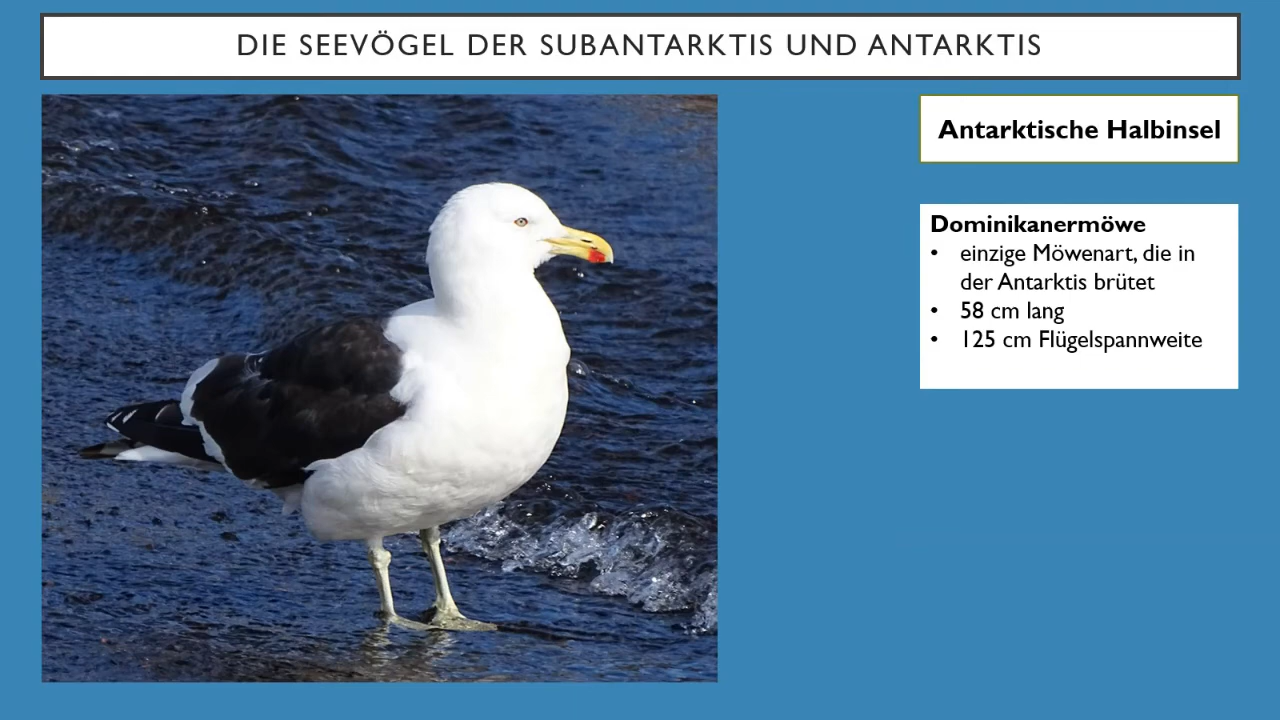 DIE SEEVÖGEL DER SUBANTARKTIS UND ANTARKTIS
Antarktische Halbinsel
Dominikanermöwe
• einzige Möwenart, die in
der Antarktis brütet
• 58 cm lang
• 125 cm Flügelspannweite